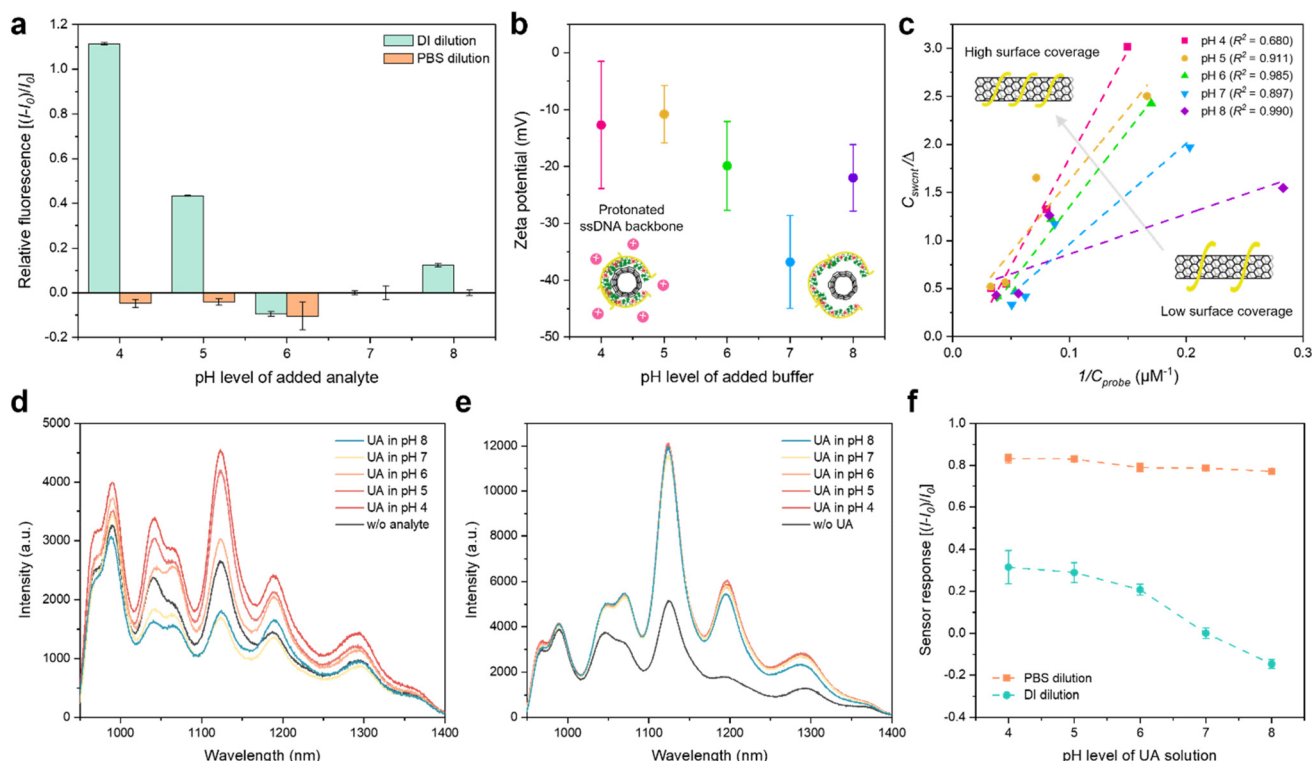 a
Relative fluorescence [(I-I0)/I0]
1.2
1.0
0.8
0.6
0.4
0.2
0.0
-0.2
DI dilution
PBS dilution
4
5
6
7
8
pH level of added analyte
b
Zeta potential (mV)
0
-10
-20
-30
-40
-50
Protonated
ssDNA backbone
4
5
6
7
8
pH level of added buffer
c
Cswcnt/Δ
3.0
2.5
2.0
1.5
1.0
0.5
0.0
High surface coverage
pH 4 (R² = 0.680)
pH 5 (R² = 0.911)
pH 6 (R² = 0.985)
pH 7 (R² = 0.897)
pH 8 (R² = 0.990)
Low surface coverage
0.0
0.1
0.2
0.3
1/Cprobe (μM⁻¹)
d
Intensity (a.u.)
5000
4000
3000
2000
1000
0
UA in pH 8
UA in pH 7
UA in pH 6
UA in pH 5
UA in pH 4
w/o analyte
1000
1100
1200
1300
1400
Wavelength (nm)
e
Intensity (a.u.)
12000
10000
8000
6000
4000
2000
0
UA in pH 8
UA in pH 7
UA in pH 6
UA in pH 5
UA in pH 4
w/o UA
1000
1100
1200
1300
1400
Wavelength (nm)
f
Sensor response [(I-I0)/I0]
1.0
0.8
0.6
0.4
0.2
0.0
-0.2
-0.4
PBS dilution
DI dilution
4
5
6
7
8
pH level of UA solution